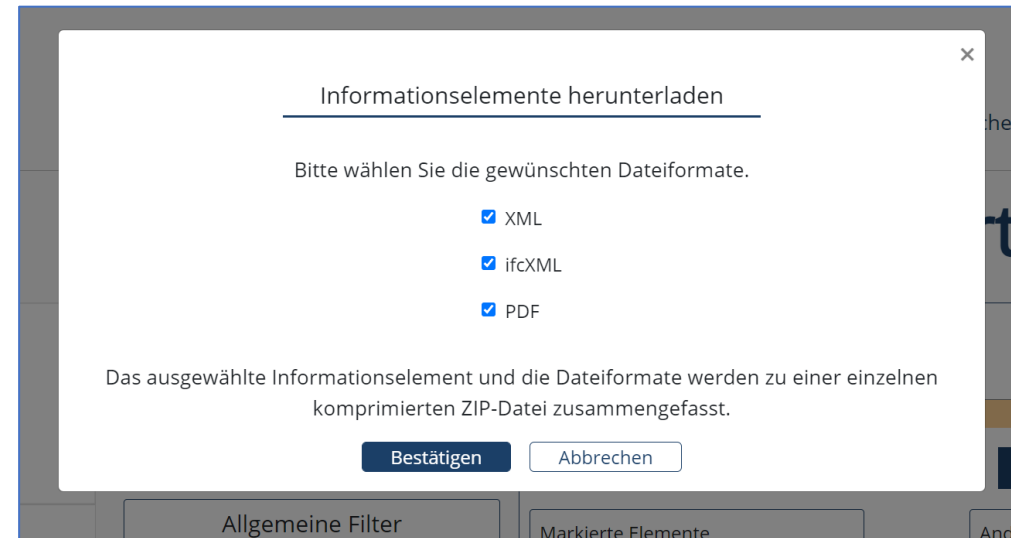 ×
Informationselemente herunterladen
Bitte wählen Sie die gewünschten Dateiformate.
XML
ifcXML
PDF
Das ausgewählte Informationselement und die Dateiformate werden zu einer einzelnen
komprimierten ZIP-Datei zusammengefasst.
Bestätigen Abbrechen
Allgemeine Filter
Markierte Elemente